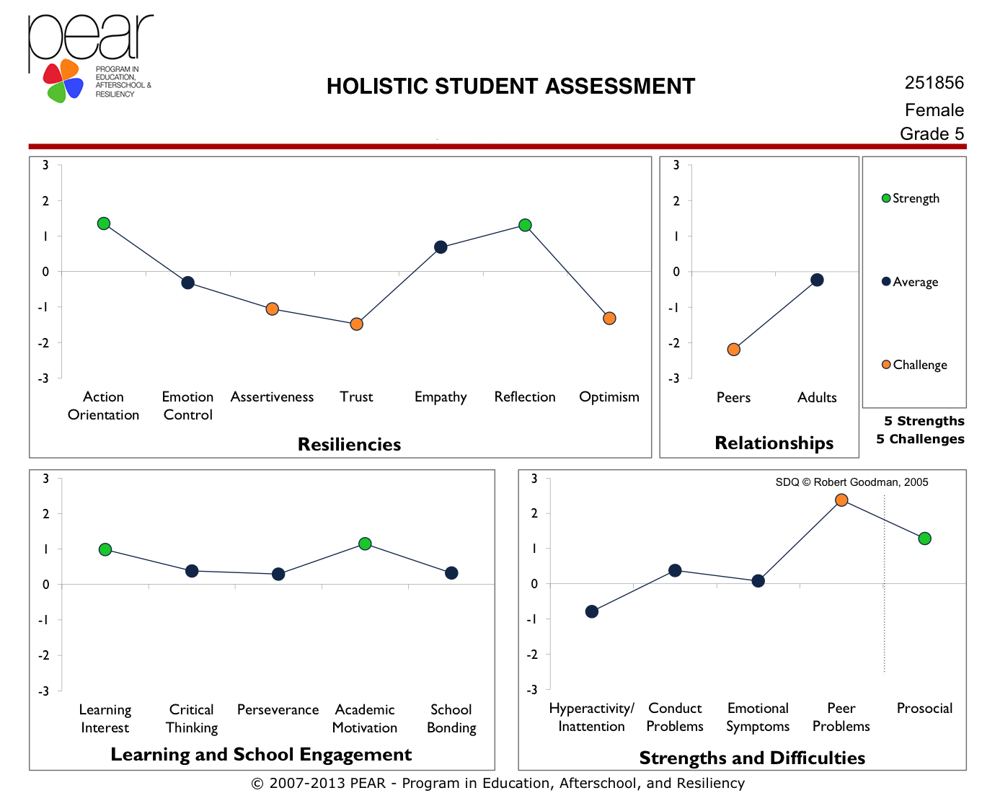 pear
PROGRAM IN
EDUCATION,
AFTERSCHOOL &
RESILIENCY
HOLISTIC STUDENT ASSESSMENT
251856
Female
Grade 5
3
2
1
0
-1
-2
-3
Action Orientation
Emotion Control
Assertiveness
Trust
Empathy
Reflection
Optimism
Resiliencies
3
2
1
0
-1
-2
-3
Peers
Adults
Relationships
Strength
Average
Challenge
5 Strengths
5 Challenges
3
2
1
0
-1
-2
-3
Learning Interest
Critical Thinking
Perseverance
Academic Motivation
School Bonding
Learning and School Engagement
SDQ © Robert Goodman, 2005
3
2
1
0
-1
-2
-3
Hyperactivity/ Inattention
Conduct Problems
Emotional Symptoms
Peer Problems
Prosocial
Strengths and Difficulties
© 2007-2013 PEAR - Program in Education, Afterschool, and Resiliency